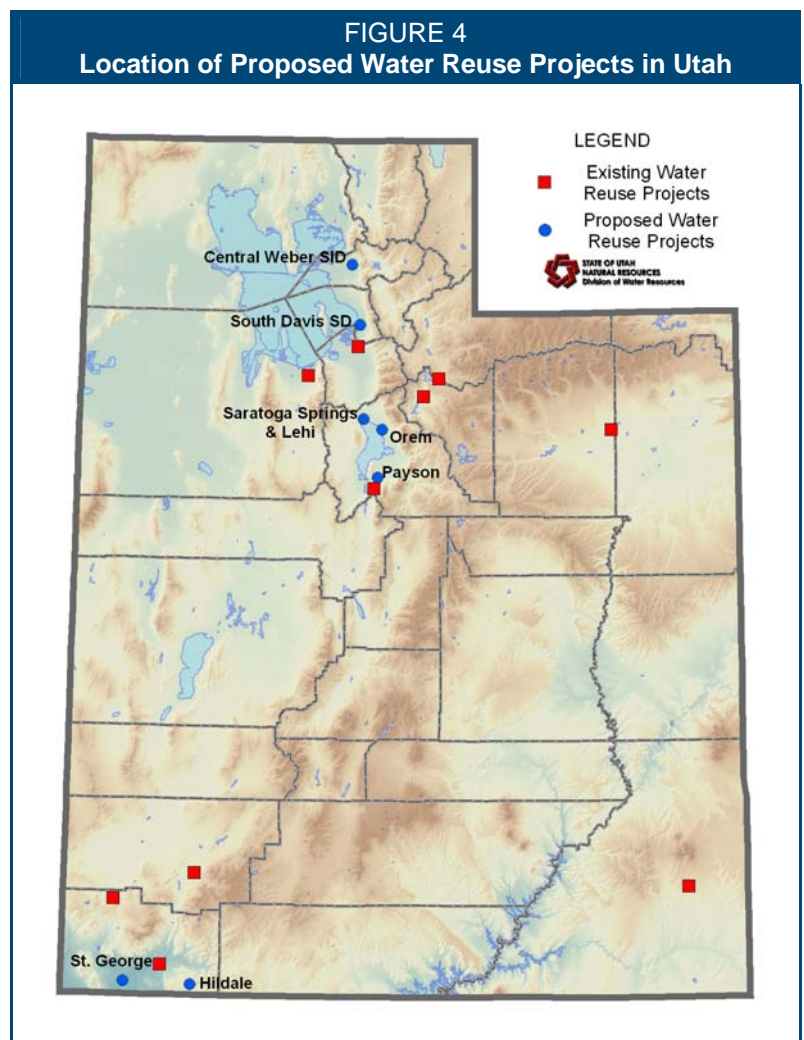 FIGURE 4
Location of Proposed Water Reuse Projects in Utah
LEGEND
Existing Water
Reuse Projects
Proposed Water
Reuse Projects
STATE OF UTAH
NATURAL RESOURCES
Division of Water Resources
Central Weber SID
South Davis SD
Saratoga Springs
& Lehi
Orem
Payson
St. George
Hildale